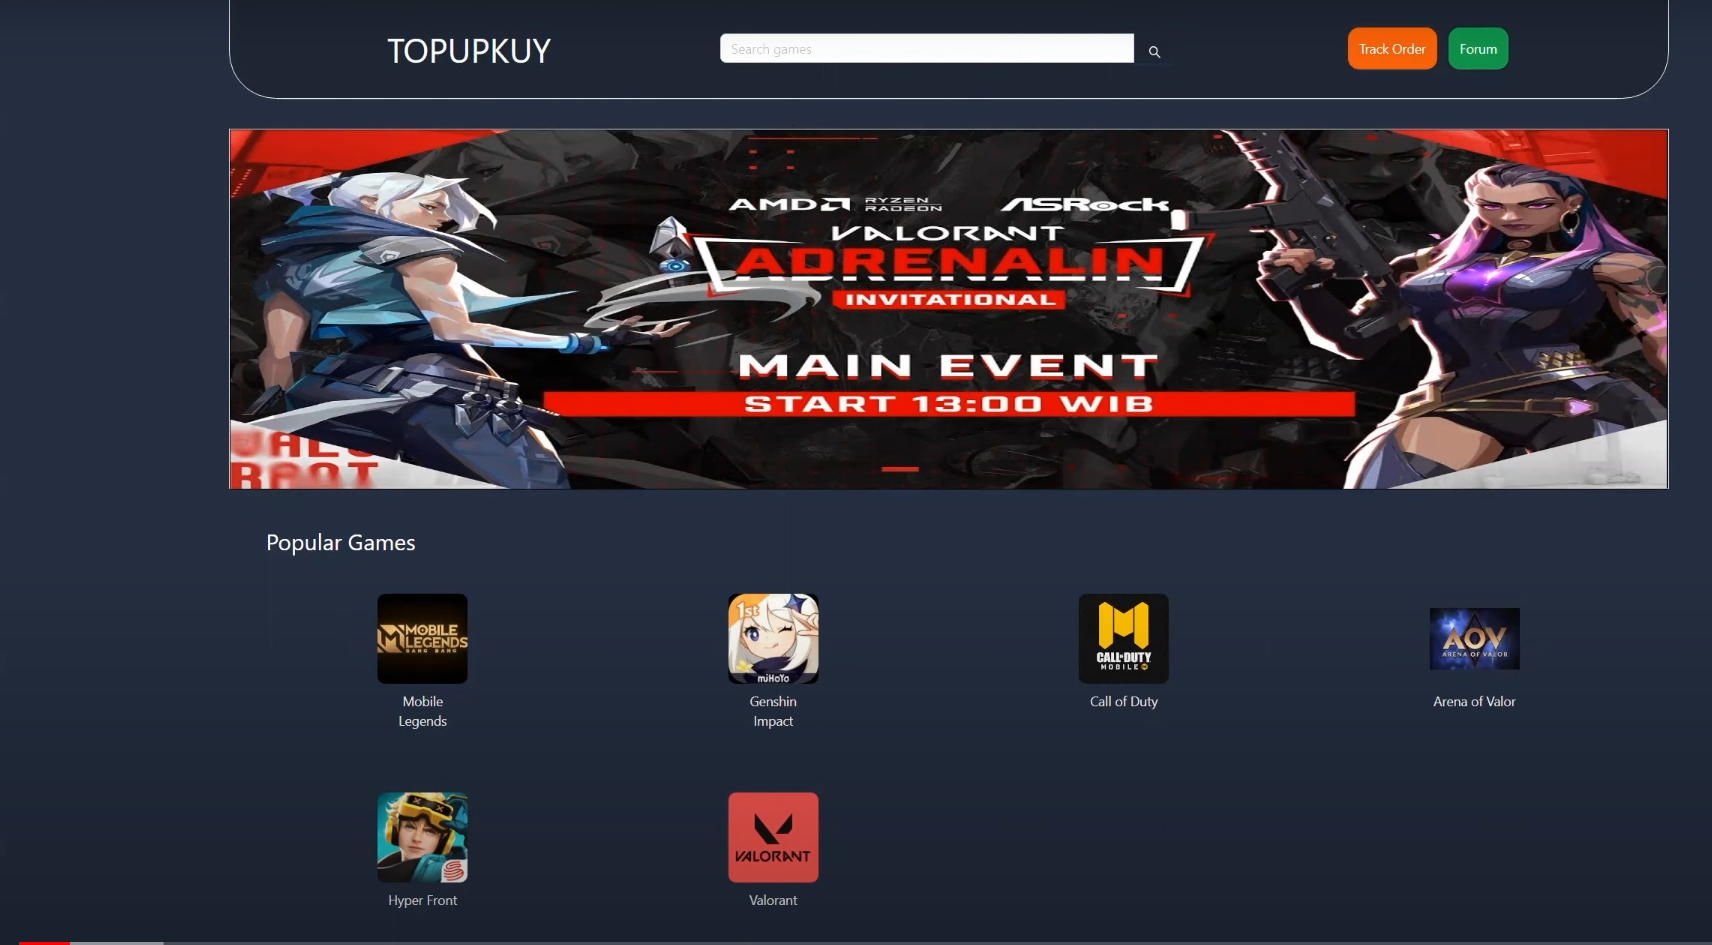 TOPUPKUY
Search games
Track Order
Forum
AMD RYZEN RADEON
ASRock
VALORANT
ADRENALIN
INVITATIONAL
MAIN EVENT
START 13:00 WIB
Popular Games
MOBILE
LEGENDS
BANG BANG
Mobile
Legends
1st
miHoYo
Genshin
Impact
CALL OF DUTY
MOBILE
Call of Duty
AOV
ARENA OF VALOR
Arena of Valor
Hyper Front
VALORANT
Valorant